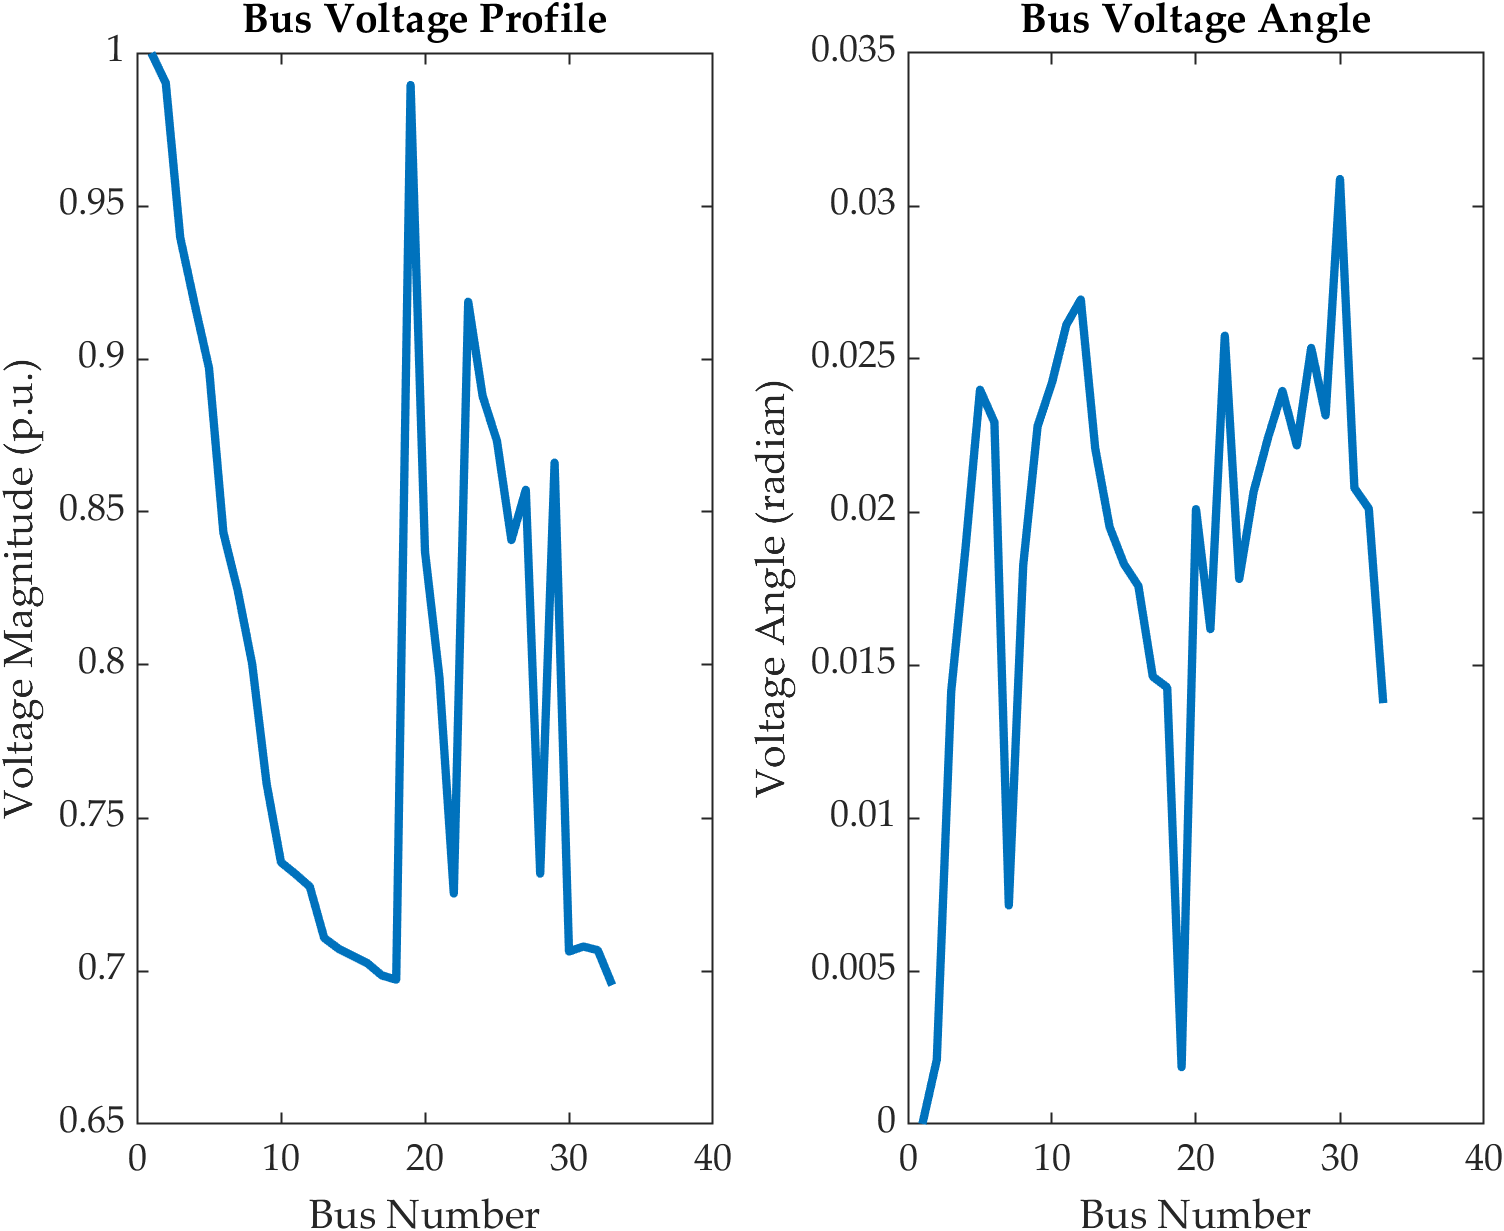 Bus Voltage Profile
1
0.95
0.9
0.85
0.8
0.75
0.7
0.65
0 10 20 30 40
Voltage Magnitude (p.u.)
Bus Number
Bus Voltage Angle
0.035
0.03
0.025
0.02
0.015
0.01
0.005
0
0 10 20 30 40
Voltage Angle (radian)
Bus Number